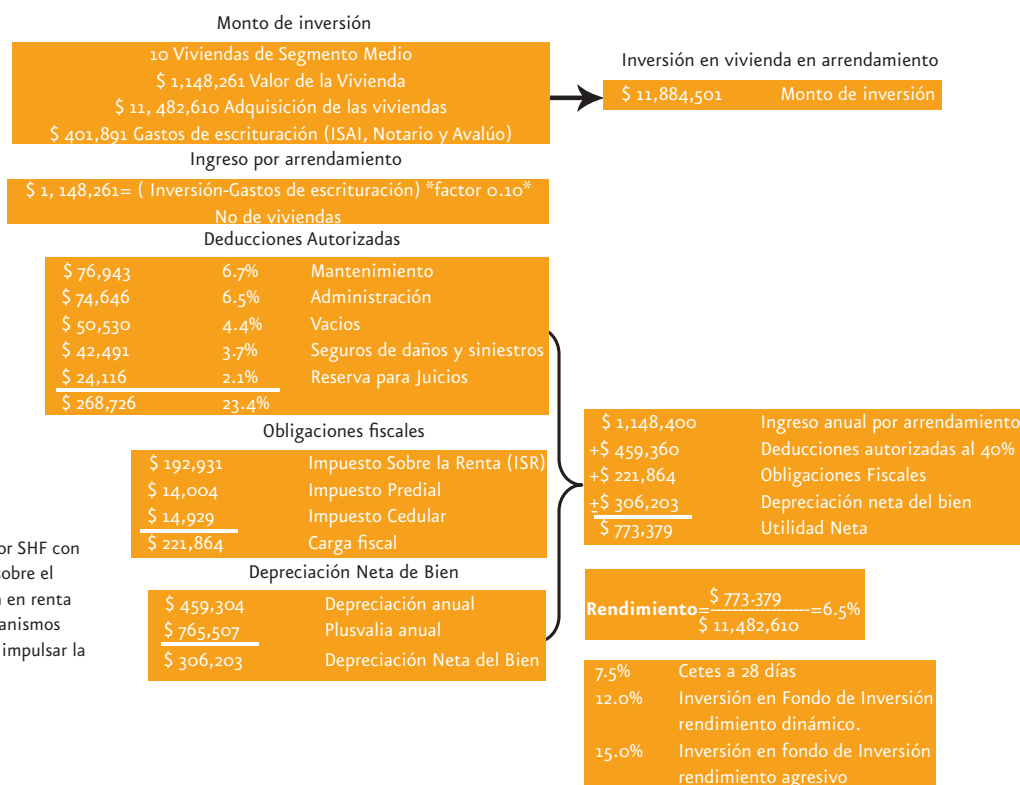 Monto de inversión
10 Viviendas de Segmento Medio
$ 1,148,261 Valor de la Vivienda
$ 11, 482,610 Adquisición de las viviendas
$ 401,891 Gastos de escrituración (ISAI, Notario y Avalúo)
Inversión en vivienda en arrendamiento
$ 11,884,501 Monto de inversión
Ingreso por arrendamiento
$ 1, 148,261= ( Inversión-Gastos de escrituración) *factor 0.10*
No de viviendas
Deducciones Autorizadas
$ 76,943 6.7% Mantenimiento
$ 74,646 6.5% Administración
$ 50,530 4.4% Vacios
$ 42,491 3.7% Seguros de daños y siniestros
$ 24,116 2.1% Reserva para Juicios
$ 268,726 23.4%
Obligaciones fiscales
$ 192,931 Impuesto Sobre la Renta (ISR)
$ 14,004 Impuesto Predial
$ 14,929 Impuesto Cedular
$ 221,864 Carga fiscal
Depreciación Neta de Bien
$ 459,304 Depreciación anual
$ 765,507 Plusvalia anual
$ 306,203 Depreciación Neta del Bien
$ 1,148,400 Ingreso anual por arrendamiento
+$ 459,360 Deducciones autorizadas al 40%
+$ 221,864 Obligaciones Fiscales
+$ 306,203 Depreciación neta del bien
$ 773,379 Utilidad Neta
Rendimiento= $ 773.379 =6.5%
$ 11,482,610
7.5% Cetes a 28 días
12.0% Inversión en Fondo de Inversión
rendimiento dinámico.
15.0% Inversión en fondo de Inversión
rendimiento agresivo
or SHF con
sobre el
en renta
anismos
impulsar la